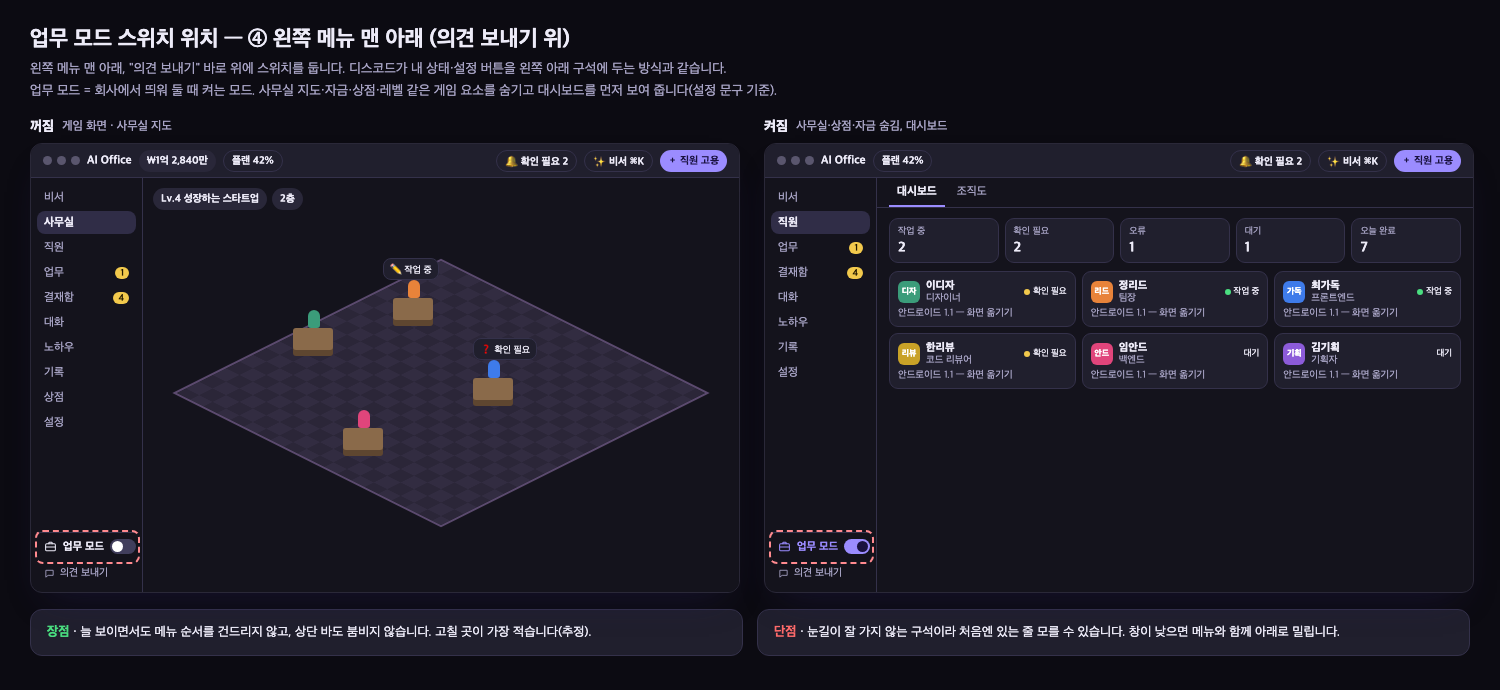 업무 모드 스위치 위치 — ④ 왼쪽 메뉴 맨 아래 (의견 보내기 위)
왼쪽 메뉴 맨 아래, "의견 보내기" 바로 위에 스위치를 둡니다. 디스코드가 내 상태·설정 버튼을 왼쪽 아래 구석에 두는 방식과 같습니다.
업무 모드 = 회사에서 띄워 둘 때 켜는 모드. 사무실 지도·자금·상점·레벨 같은 게임 요소를 숨기고 대시보드를 먼저 보여 줍니다(설정 문구 기준).
꺼짐 게임 화면 · 사무실 지도
AI Office ₩1억 2,840만 플랜 42% 🔔 확인 필요 2 ✨ 비서 ⌘K + 직원 고용
비서
사무실
직원
업무 1
결재함 4
대화
노하우
기록
상점
설정
업무 모드
의견 보내기
Lv.4 성장하는 스타트업 2층
✏️ 작업 중
❓ 확인 필요
켜짐 사무실·상점·자금 숨김, 대시보드
AI Office 플랜 42% 🔔 확인 필요 2 ✨ 비서 ⌘K + 직원 고용
비서
직원
업무 1
결재함 4
대화
노하우
기록
설정
업무 모드
의견 보내기
대시보드 조직도
작업 중 확인 필요 오류 대기 오늘 완료
2 2 1 1 7
디자 이디자 디자이너 확인 필요
안드로이드 1.1 — 화면 옮기기
리드 정리드 팀장 작업 중
안드로이드 1.1 — 화면 옮기기
가독 최가독 프론트엔드 작업 중
안드로이드 1.1 — 화면 옮기기
리뷰 한리뷰 코드 리뷰어 확인 필요
안드로이드 1.1 — 화면 옮기기
안드 임안드 백엔드 대기
안드로이드 1.1 — 화면 옮기기
기획 김기획 기획자 대기
안드로이드 1.1 — 화면 옮기기
장점 · 늘 보이면서도 메뉴 순서를 건드리지 않고, 상단 바도 붐비지 않습니다. 고칠 곳이 가장 적습니다(추정).
단점 · 눈길이 잘 가지 않는 구석이라 처음엔 있는 줄 모를 수 있습니다. 창이 낮으면 메뉴와 함께 아래로 밀립니다.